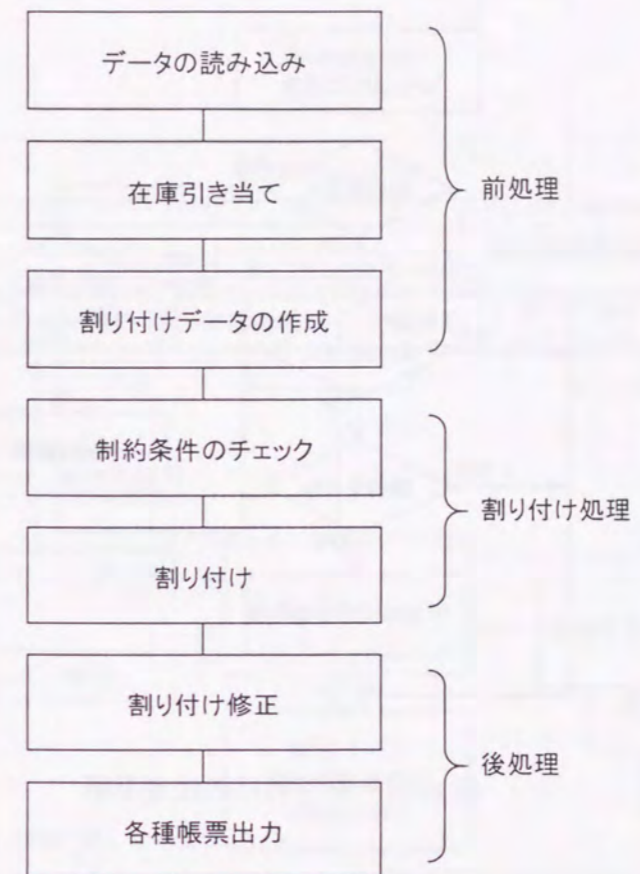 データの読み込み
在庫引き当て
割り付けデータの作成
前処理
制約条件のチェック
割り付け
割り付け処理
割り付け修正
各種帳票出力
後処理